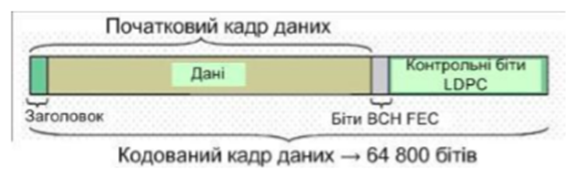 Початковий кадр даних
Дані
Контрольні біти
LDPC
Заголовок
Біти BCH FEC
Кодований кадр даних → 64 800 бітів